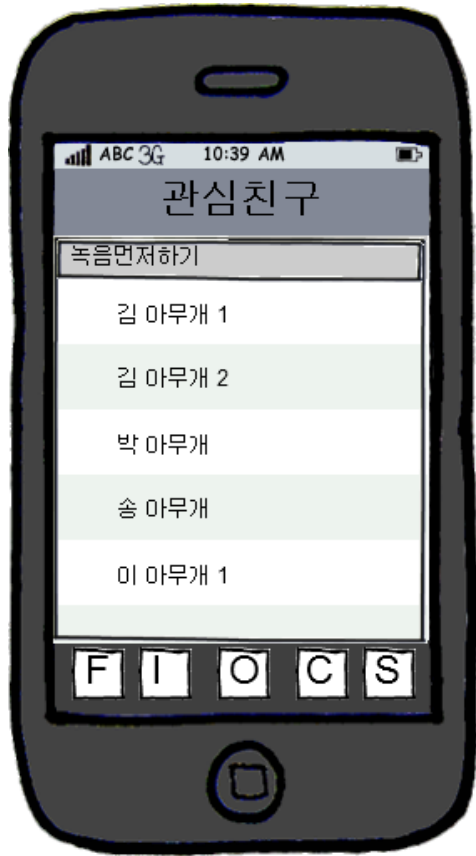 ABC 3G 10:39 AM
관심친구
녹음먼저하기
김 아무개 1
김 아무개 2
박 아무개
송 아무개
이 아무개 1
F I O C S